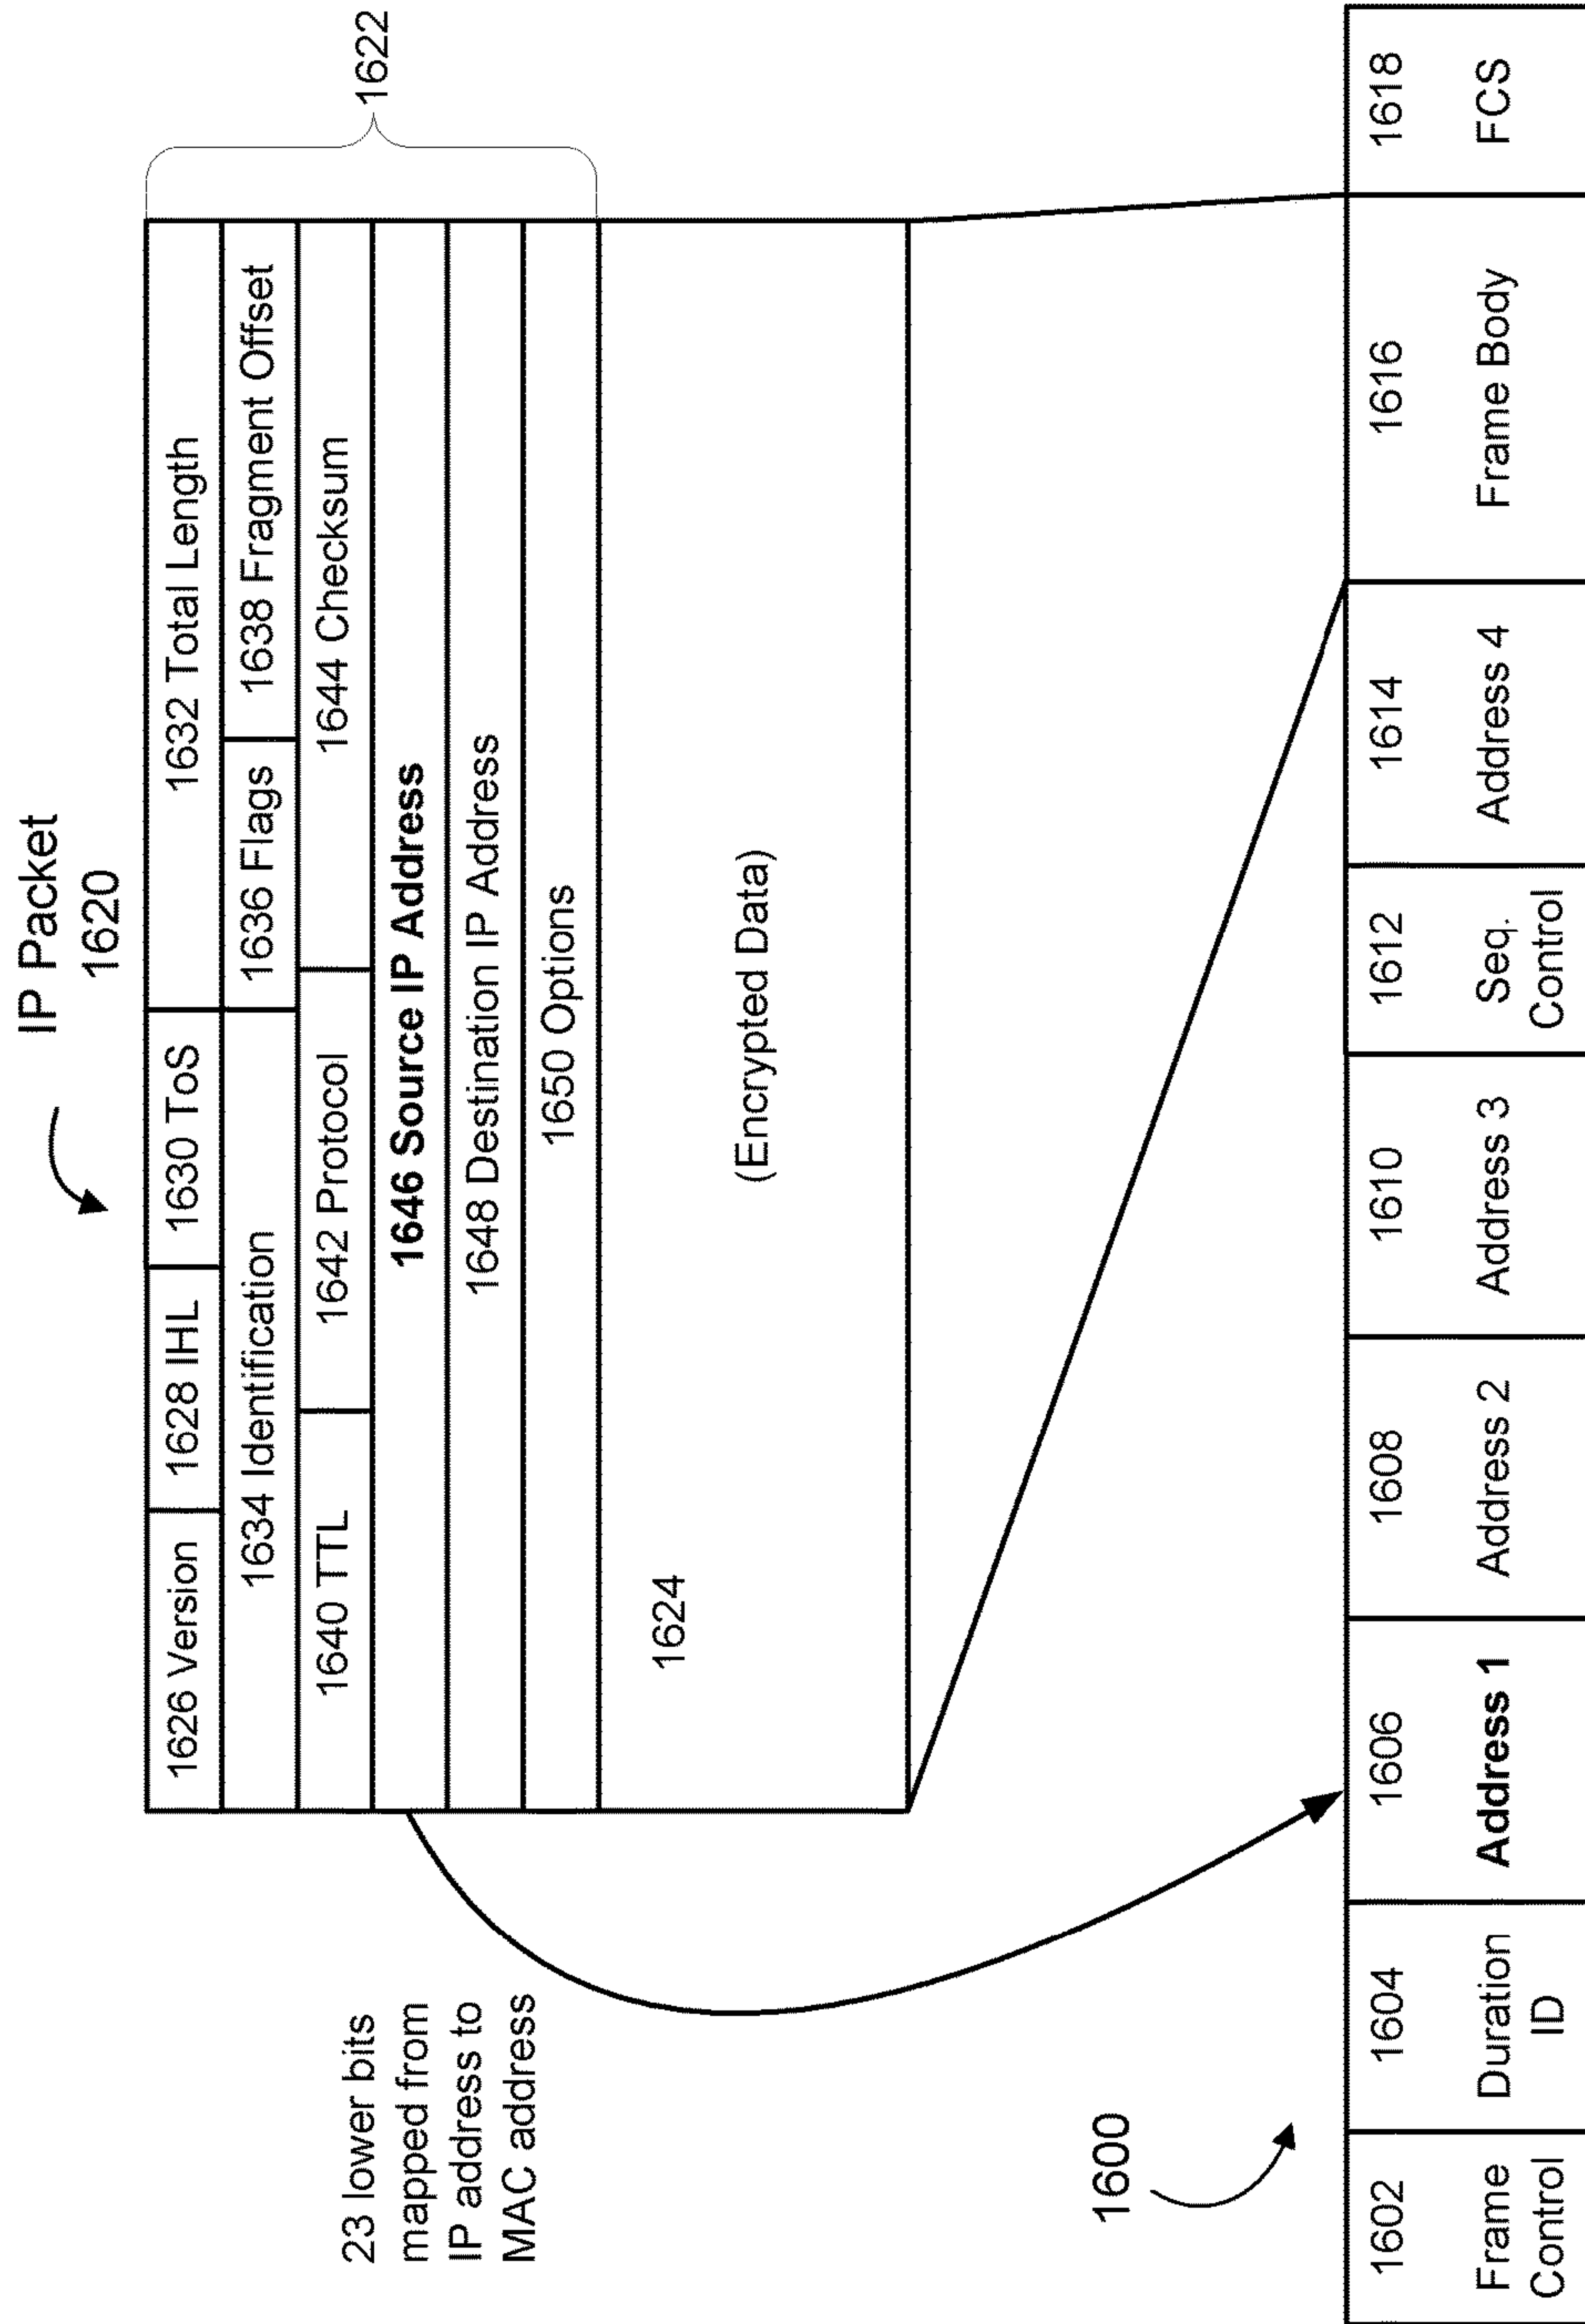 IP Packet
1620
1626 Version
1628 IHL
1630 ToS
1632 Total Length
1634 Identification
1636 Flags
1638 Fragment Offset
1640 TTL
1642 Protocol
1644 Checksum
1646 Source IP Address
1648 Destination IP Address
1650 Options
1622
1624
(Encrypted Data)
23 lower bits
mapped from
IP address to
MAC address
1600
1602
Frame
Control
1604
Duration
ID
1606
Address 1
1608
Address 2
1610
Address 3
1612
Seq.
Control
1614
Address 4
1616
Frame Body
1618
FCS